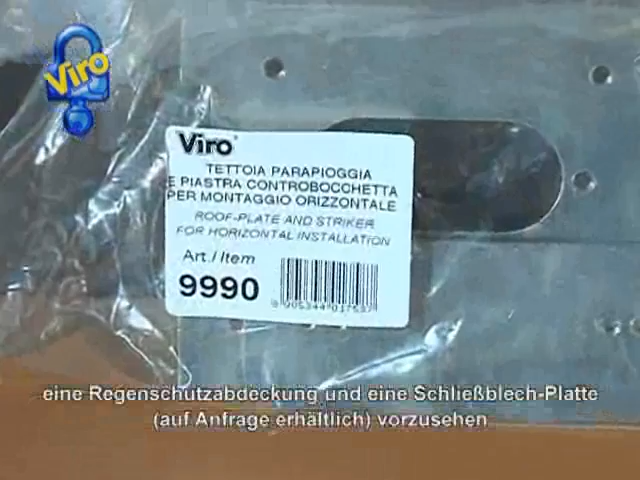 Viro
Viro
TETTOIA PARAPIOGGIA
E PIASTRA CONTROBOCCHETTA
PER MONTAGGIO ORIZZONTALE
ROOF-PLATE AND STRIKER
FOR HORIZONTAL INSTALLATION
Art./Item
9990
eine Regenschutzabdeckung und eine Schließblech-Platte
(auf Anfrage erhältlich) vorzusehen